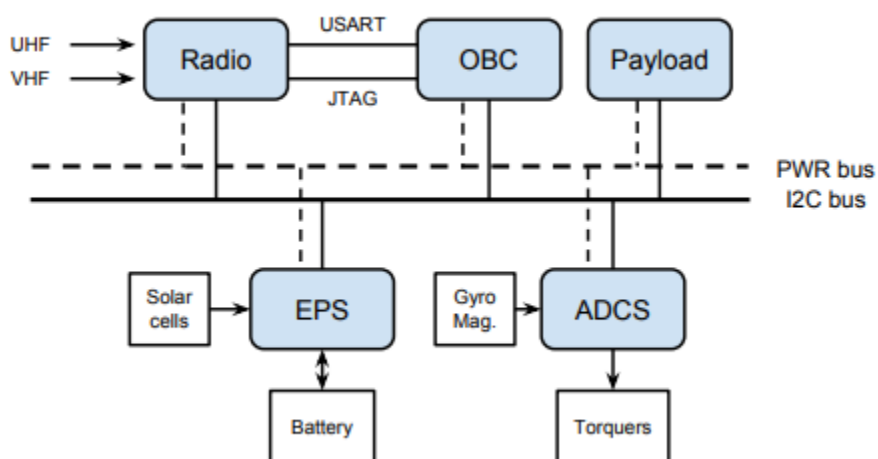 USART
UHF
Radio
OBC
Payload
VHF
JTAG
PWR bus
I2C bus
Solar
cells
EPS
Gyro
Mag.
ADCS
Battery
Torquers